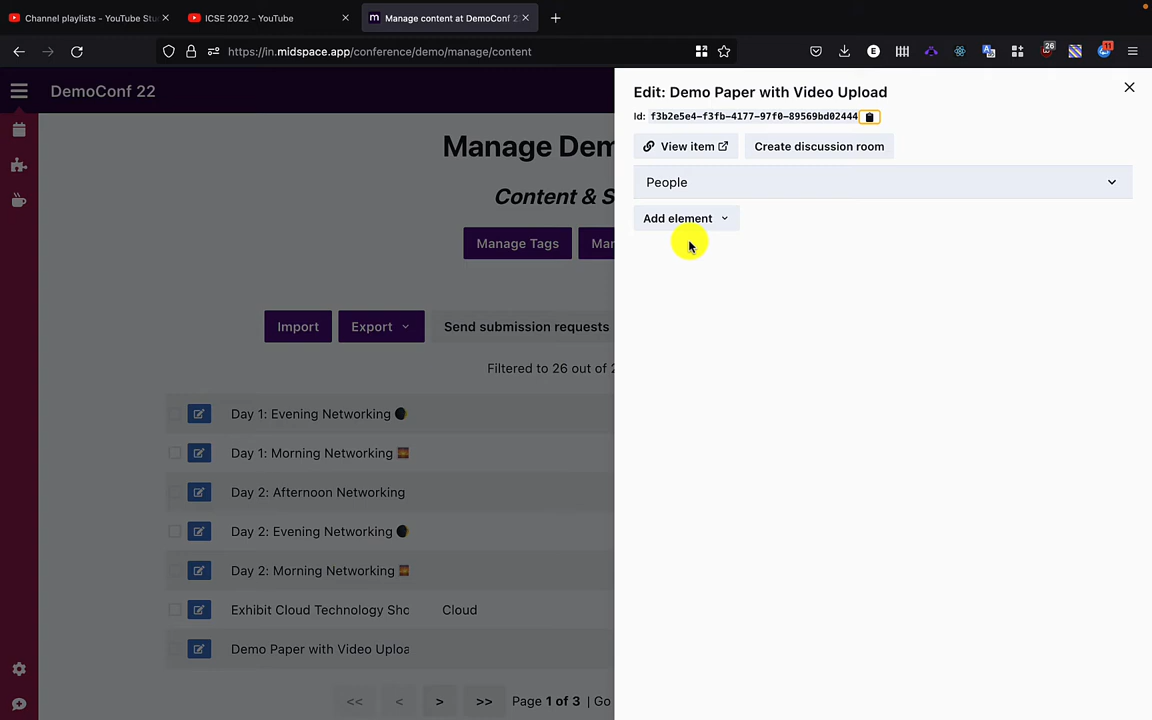 Channel playlists - YouTube Stu
ICSE 2022 - YouTube
Manage content at DemoConf 2
https://in.midspace.app/conference/demo/manage/content
26
11
DemoConf 22
Manage Dem
Content & S
Manage Tags
Man
Import
Export
Send submission requests
Filtered to 26 out of 2
Day 1: Evening Networking
Day 1: Morning Networking
Day 2: Afternoon Networking
Day 2: Evening Networking
Day 2: Morning Networking
Exhibit Cloud Technology Sho
Cloud
Demo Paper with Video Uploa
<< < > >> Page 1 of 3 | Go
Edit: Demo Paper with Video Upload
Id: f3b2e5e4-f3fb-4177-97f0-89569bd02444
View item
Create discussion room
People
Add element